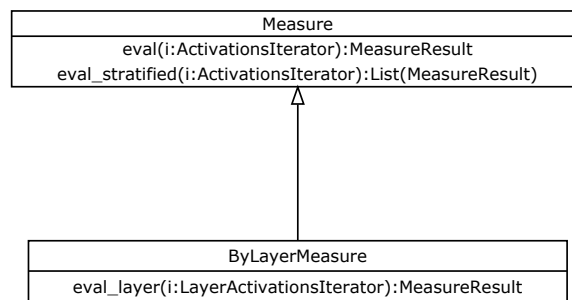 Measure
eval(i:ActivationsIterator):MeasureResult
eval_stratified(i:ActivationsIterator):List(MeasureResult)
ByLayerMeasure
eval_layer(i:LayerActivationsIterator):MeasureResult